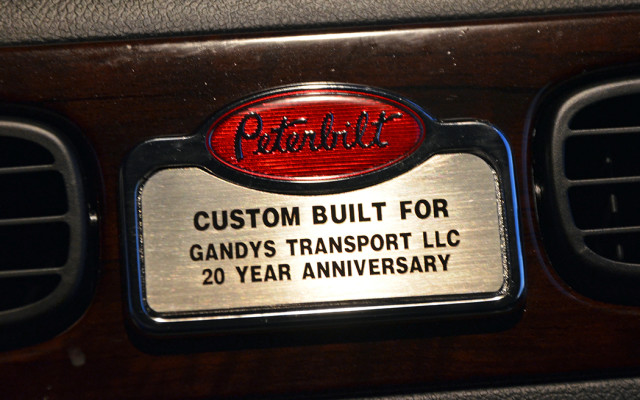 Peterbilt
CUSTOM BUILT FOR
GANDYS TRANSPORT LLC
20 YEAR ANNIVERSARY